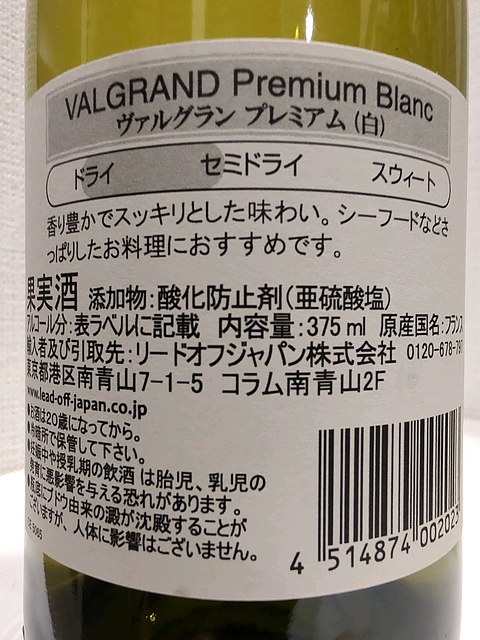 VALGRAND Premium Blanc
ヴァルグラン プレミアム (白)
ドライ セミドライ スウィート
香り豊かでスッキリとした味わい。シーフードなどさ
っぱりしたお料理におすすめです。
果実酒 添加物:酸化防止剤(亜硫酸塩)
アルコール分:表ラベルに記載 内容量:375ml 原産国名:フランス
輸入者及び引取先:リードオフジャパン株式会社 0120-678-797
東京都港区南青山7-1-5 コラム南青山2F
www.lead-off-japan.co.jp
●お酒は20歳になってから。
●冷暗所で保管して下さい。
●妊娠中や授乳期の飲酒は胎児、乳児の
発育に悪影響を与える恐れがあります。
●瓶底にブドウ由来の澱が沈殿することが
ございますが、人体に影響はございません。
4 514874 002023